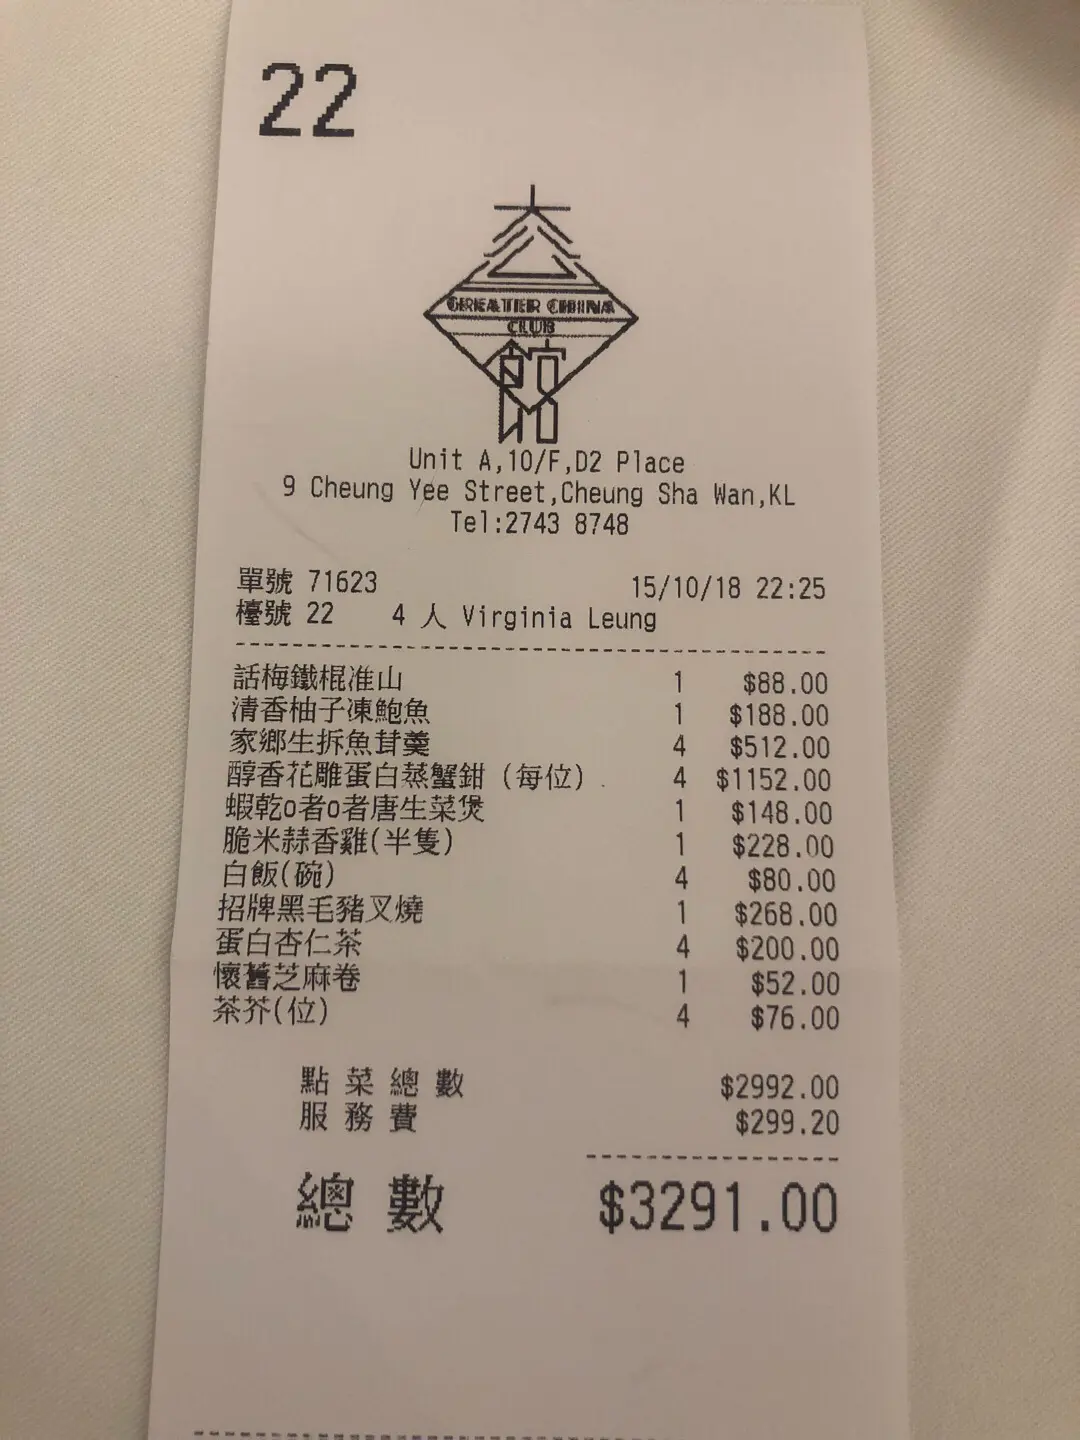 22
大
GREATER CHINA
CLUB
館
Unit A,10/F,D2 Place
9 Cheung Yee Street,Cheung Sha Wan,KL
Tel:2743 8748
單號 71623 15/10/18 22:25
檯號 22 4 人 Virginia Leung
話梅鐵棍准山 1 $88.00
清香柚子凍鮑魚 1 $188.00
家鄉生拆魚茸羹 4 $512.00
醇香花雕蛋白蒸蟹鉗 (每位) 4 $1152.00
蝦乾o者o者唐生菜煲 1 $148.00
脆米蒜香雞(半隻) 1 $228.00
白飯(碗) 4 $80.00
招牌黑毛豬叉燒 1 $268.00
蛋白杏仁茶 4 $200.00
懷舊芝麻卷 1 $52.00
茶芥(位) 4 $76.00
點菜總數 $2992.00
服務費 $299.20
總數 $3291.00